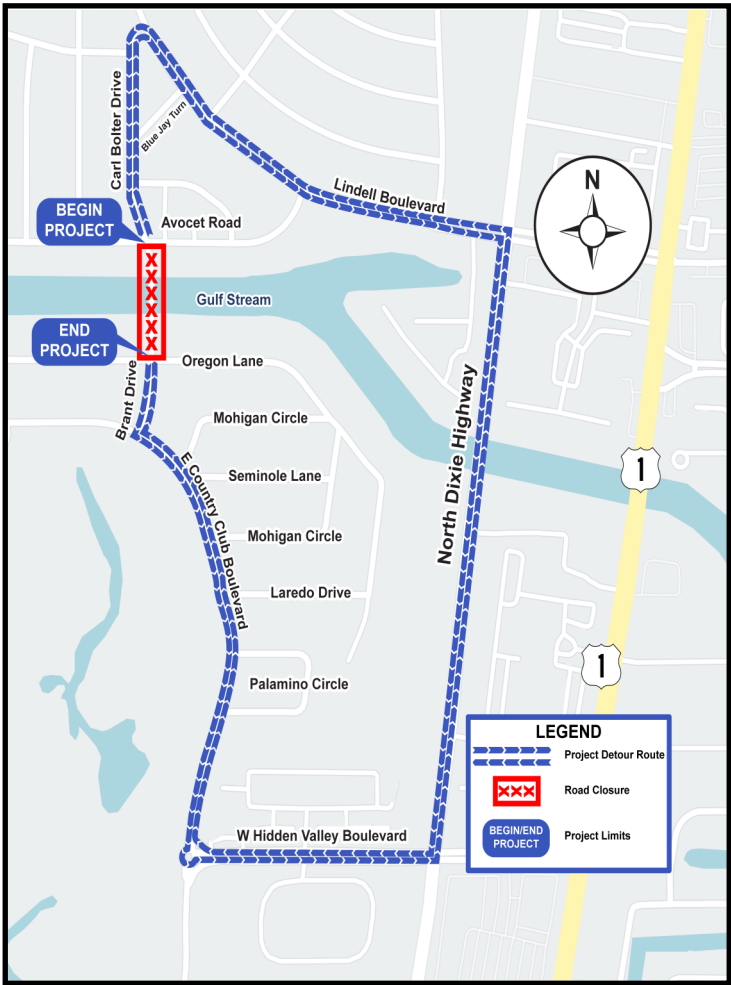 Carl Bolter Drive
Blue Jay Turn
Lindell Boulevard
N
BEGIN
PROJECT
Avocet Road
X
X
X
X
X
X
Gulf Stream
END
PROJECT
Oregon Lane
Brant Drive
Mohigan Circle
E Country Club Boulevard
Seminole Lane
North Dixie Highway
1
Mohigan Circle
Laredo Drive
1
Palamino Circle
LEGEND
Project Detour Route
XXX
Road Closure
BEGIN/END
PROJECT
Project Limits
W Hidden Valley Boulevard